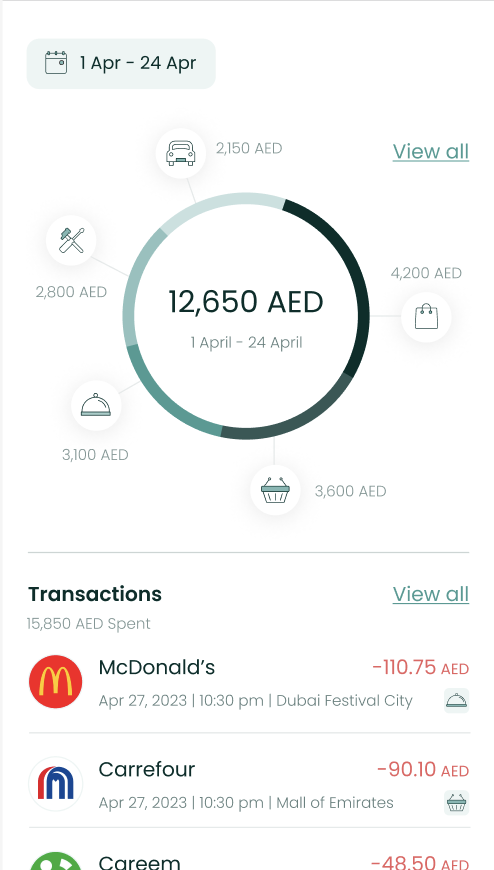 1 Apr - 24 Apr
2,150 AED
View all
2,800 AED
4,200 AED
12,650 AED
1 April - 24 April
3,100 AED
3,600 AED
Transactions
View all
15,850 AED Spent
McDonald's
-110.75 AED
Apr 27, 2023 | 10:30 pm | Dubai Festival City
Carrefour
-90.10 AED
Apr 27, 2023 | 10:30 pm | Mall of Emirates
Careem
-48.50 AED